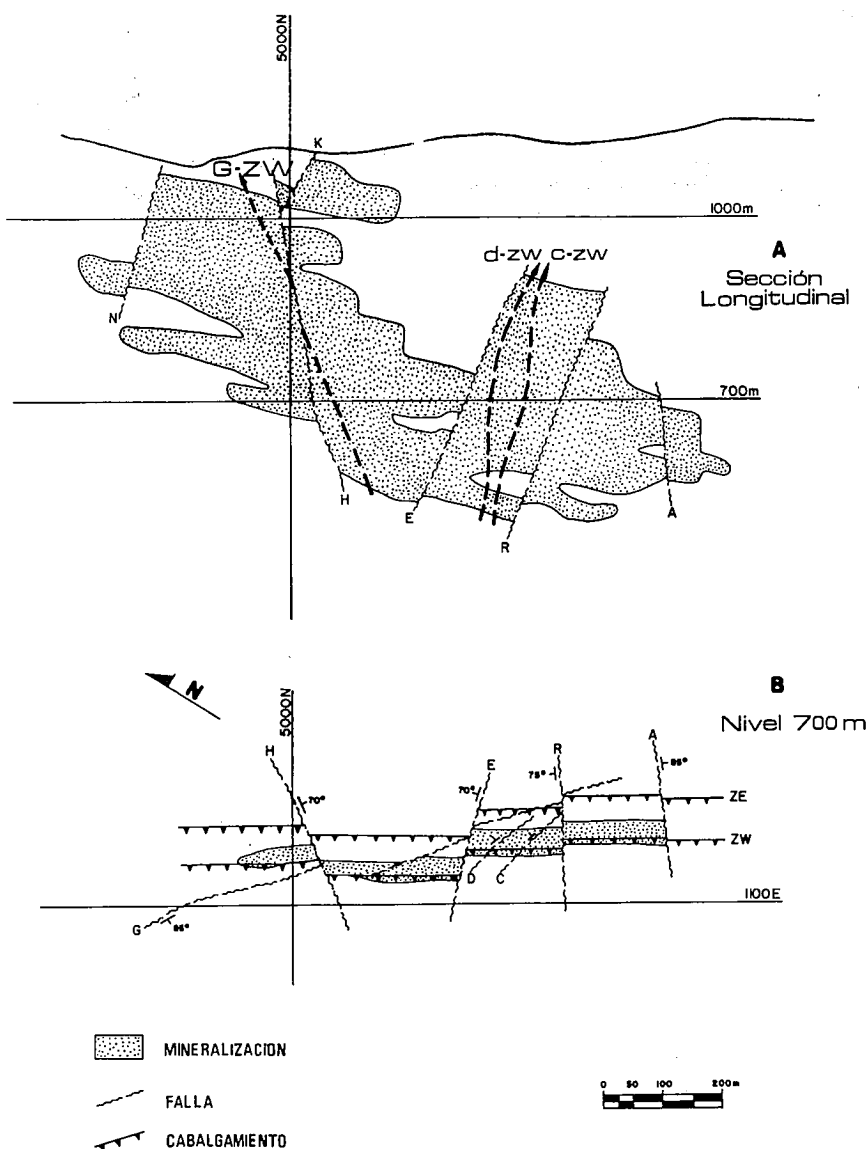 5000N
K
G-ZW
1000m
d-zw c-zw
A
Sección
Longitudinal
N
700m
H
E
R
A
N
B
Nivel 700 m
5000N
H
E
R
A
70°
70°
75°
ZE
ZW
D C
1100E
G
MINERALIZACION
FALLA
CABALGAMIENTO
0 50 100 200m